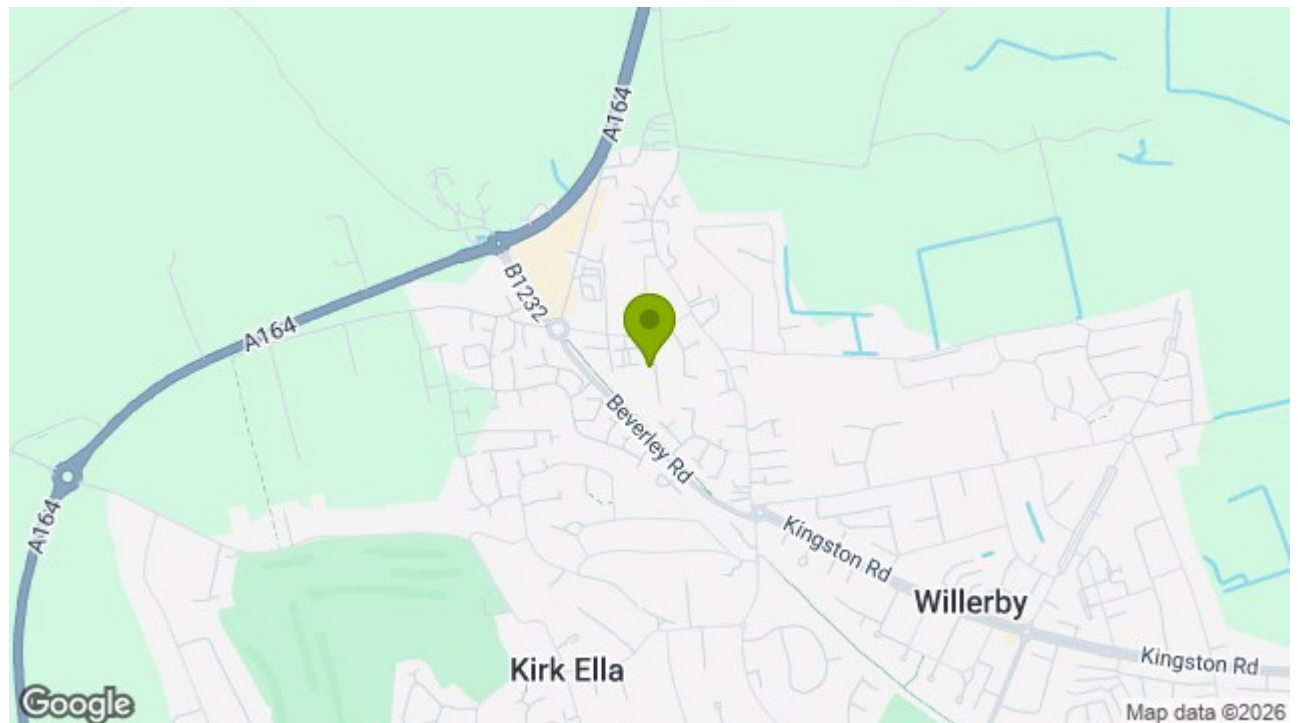 A164
B1232
A164
A164
Beverley Rd
Kingston Rd
Willerby
Kirk Ella
Kingston Rd
Google
Map data ©2026